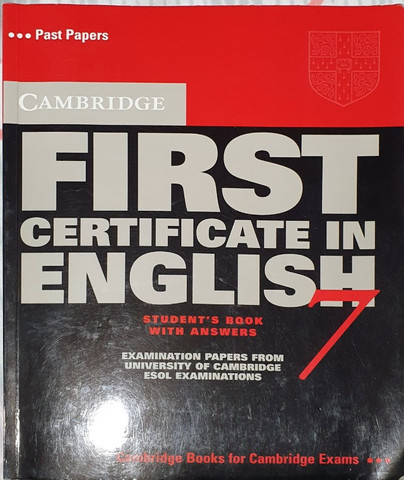 ••• Past Papers
CAMBRIDGE
FIRST
CERTIFICATE IN
ENGLISH
7
STUDENT'S BOOK
WITH ANSWERS
EXAMINATION PAPERS FROM
UNIVERSITY OF CAMBRIDGE
ESOL EXAMINATIONS
Cambridge Books for Cambridge Exams •••